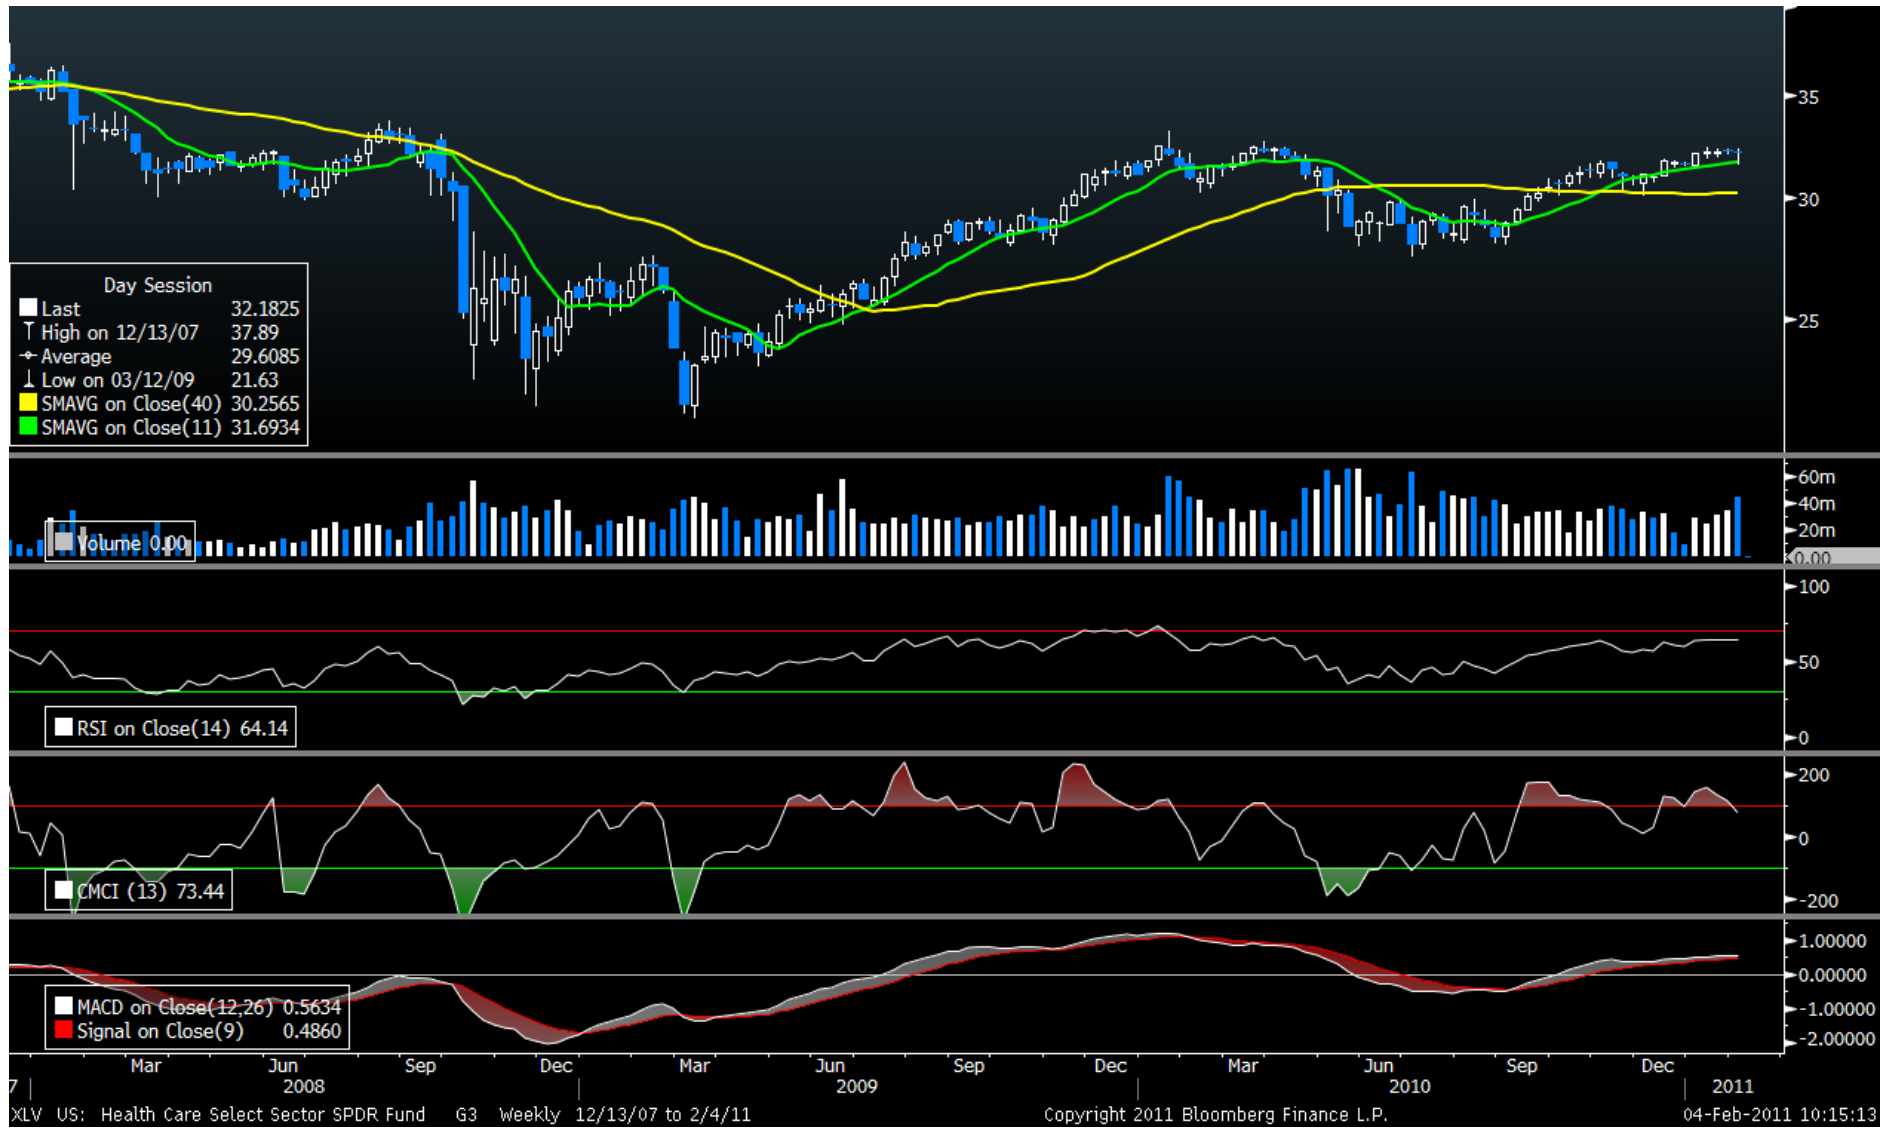 35
30
25
Day Session
Last 32.1825
High on 12/13/07 37.89
Average 29.6085
Low on 03/12/09 21.63
SMAVG on Close(40) 30.2565
SMAVG on Close(11) 31.6934
60m
40m
20m
0.00
Volume 0.00
100
50
0
RSI on Close(14) 64.14
200
0
-200
CMCI (13) 73.44
1.00000
0.00000
-1.00000
-2.00000
MACD on Close(12,26) 0.5634
Signal on Close(9) 0.4860
Mar Jun Sep Dec Mar Jun Sep Dec Mar Jun Sep Dec
7 2008 2009 2010 2011
XLV US: Health Care Select Sector SPDR Fund G3 Weekly 12/13/07 to 2/4/11 Copyright 2011 Bloomberg Finance L.P. 04-Feb-2011 10:15:13